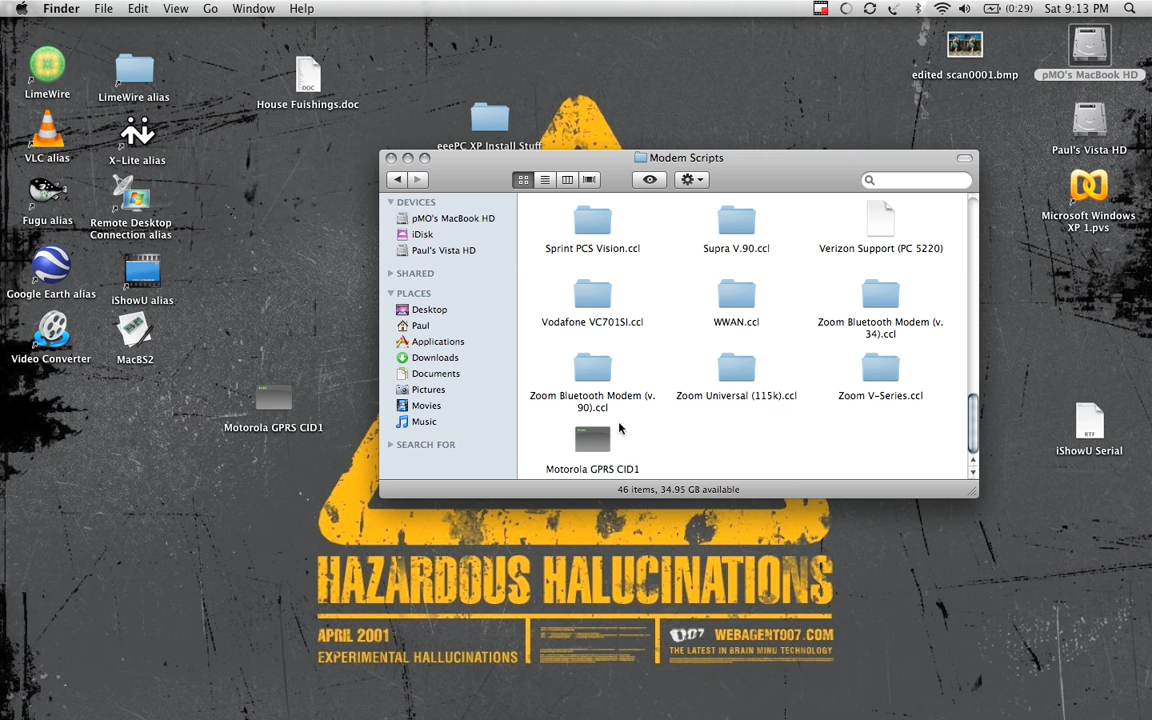 Finder File Edit View Go Window Help
(0:29) Sat 9:13 PM
LimeWire
LimeWire alias
House Fuishings.doc
DOC
eeePC XP Install Stuff
edited scan0001.bmp
pMO's MacBook HD
VLC alias
X-Lite alias
Paul's Vista HD
Fugu alias
Remote Desktop
Connection alias
Microsoft Windows
XP 1.pvs
Google Earth alias
iShowU alias
Video Converter
MacBS2
Motorola GPRS CID1
RTF
iShowU Serial
Modem Scripts
DEVICES
pMO's MacBook HD
iDisk
Paul's Vista HD
SHARED
PLACES
Desktop
Paul
Applications
Downloads
Documents
Pictures
Movies
Music
SEARCH FOR
Sprint PCS Vision.ccl
Supra V.90.ccl
Verizon Support (PC 5220)
Vodafone VC701SI.ccl
WWAN.ccl
Zoom Bluetooth Modem (v.
34).ccl
Zoom Bluetooth Modem (v.
90).ccl
Zoom Universal (115k).ccl
Zoom V-Series.ccl
Motorola GPRS CID1
46 items, 34.95 GB available
HAZARDOUS HALUCINATIONS
APRIL 2001
EXPERIMENTAL HALLUCINATIONS
007 WEBAGENT007.COM
THE LATEST IN BRAIN MIND TECHNOLOGY